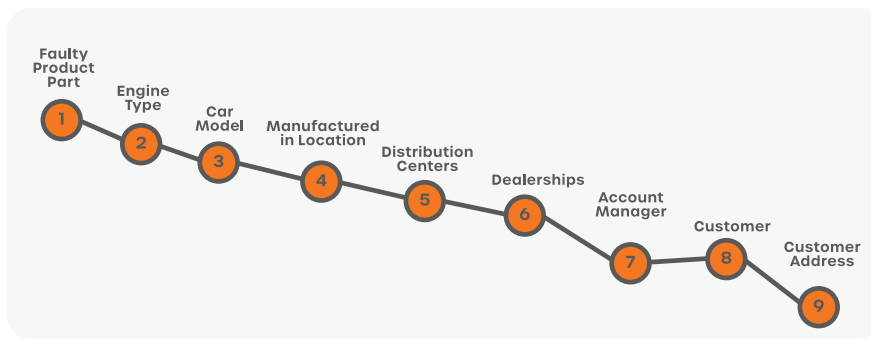 Faulty
Product
Part
1
Engine
Type
2
Car
Model
3
Manufactured
in Location
4
Distribution
Centers
5
Dealerships
6
Account
Manager
7
Customer
8
Customer
Address
9